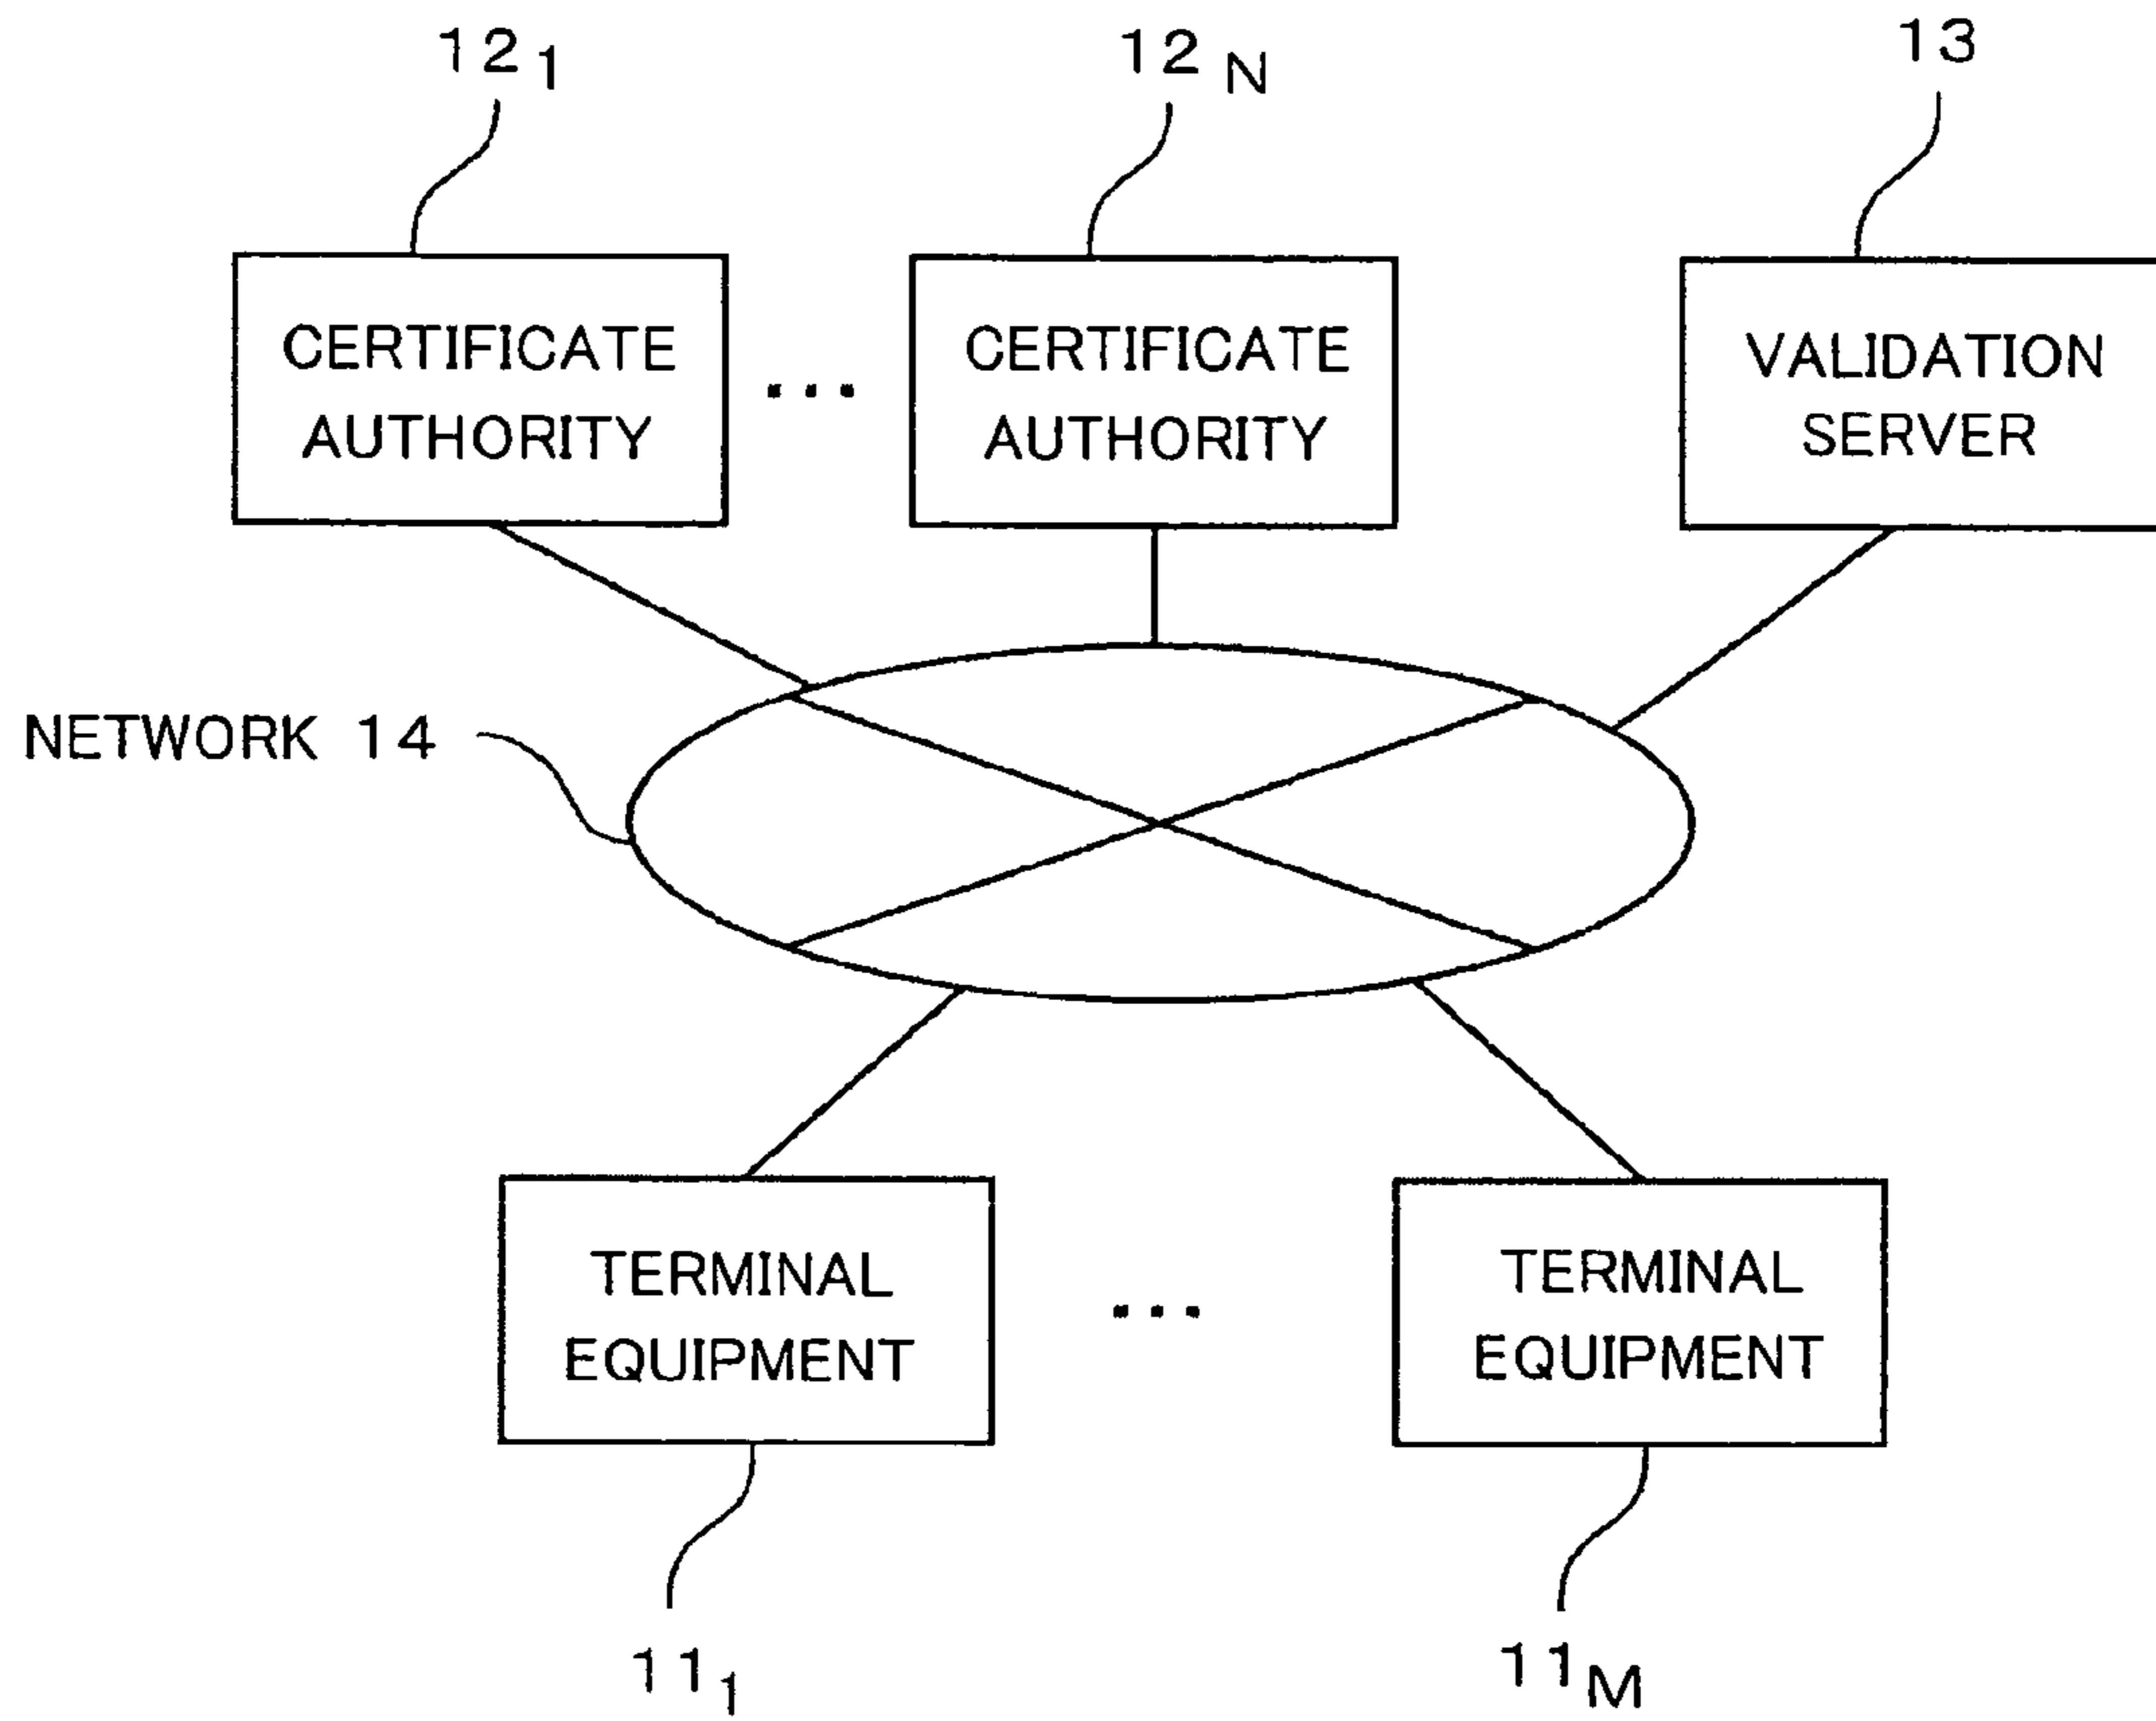 12₁
12 N
13
CERTIFICATE
AUTHORITY
...
CERTIFICATE
AUTHORITY
VALIDATION
SERVER
NETWORK 14
TERMINAL
EQUIPMENT
...
TERMINAL
EQUIPMENT
11₁
11M